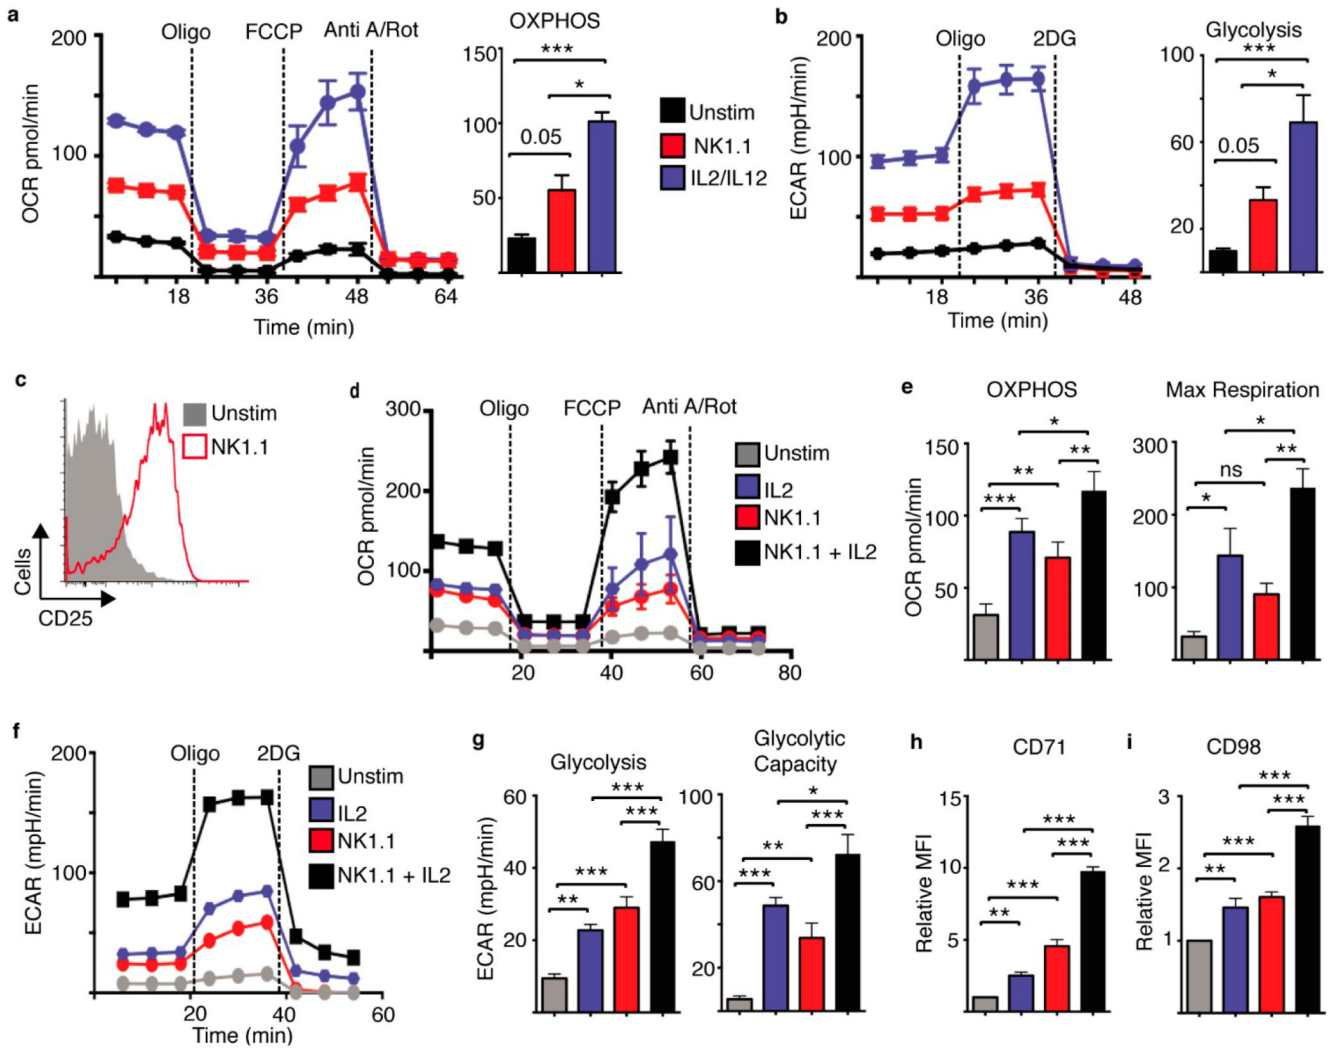 a
Oligo FCCP Anti A/Rot
OCR pmol/min
200
100
18 36 48 64
Time (min)
OXPHOS
150
100
50
***
*
0.05
Unstim
NK1.1
IL2/IL12
b
Oligo 2DG
ECAR (mpH/min)
200
100
18 36 48
Time (min)
Glycolysis
100
60
20
***
*
0.05
c
Unstim
NK1.1
Cells
CD25
d
Oligo FCCP Anti A/Rot
OCR pmol/min
300
200
100
20 40 60 80
Unstim
IL2
NK1.1
NK1.1 + IL2
e
OXPHOS
OCR pmol/min
150
100
50
*
**
**
***
Max Respiration
300
200
100
*
**
ns
*
f
Oligo 2DG
ECAR (mpH/min)
200
100
20 40 60
Time (min)
Unstim
IL2
NK1.1
NK1.1 + IL2
g
Glycolysis
ECAR (mpH/min)
60
40
20
***
***
***
**
Glycolytic
Capacity
100
60
20
*
***
**
***
h
CD71
Relative MFI
15
10
5
***
***
***
**
i
CD98
Relative MFI
3
2
1
***
***
***
**